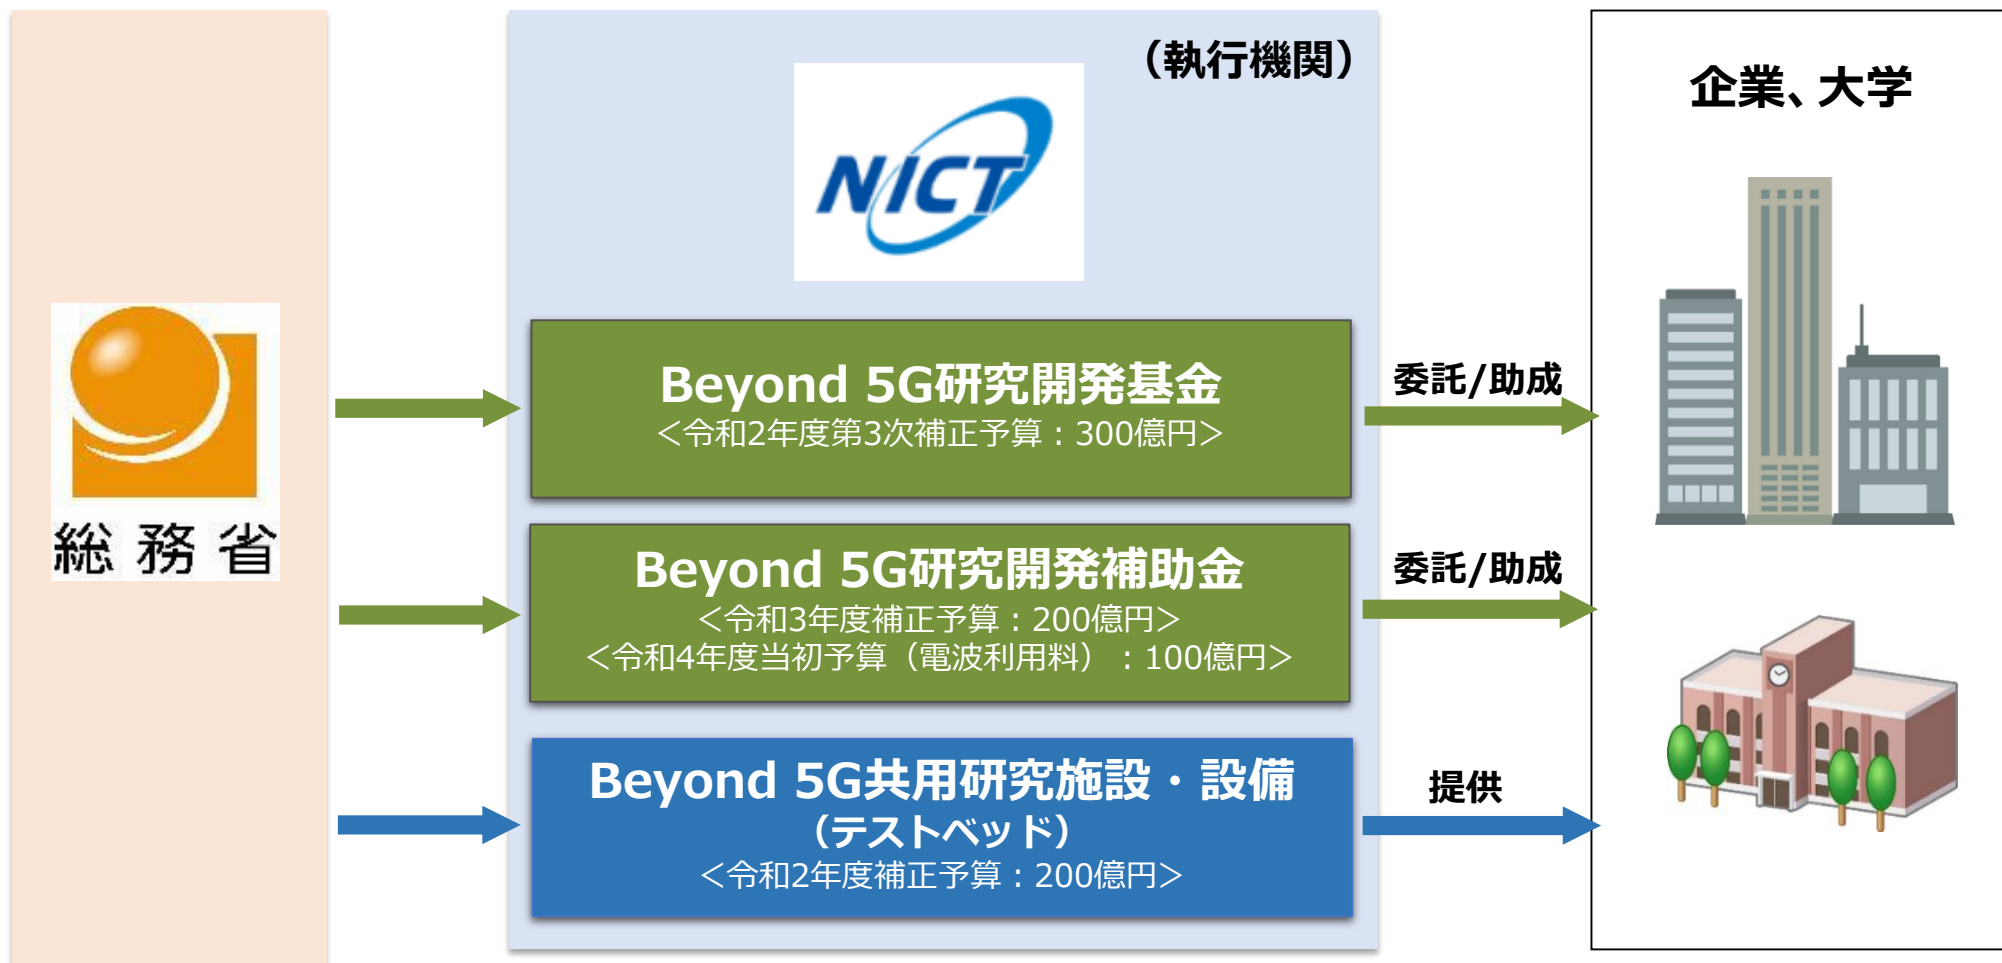 総務省
（執行機関）
NICT
Beyond 5G研究開発基金
＜令和2年度第3次補正予算：300億円＞
Beyond 5G研究開発補助金
＜令和3年度補正予算：200億円＞
＜令和4年度当初予算（電波利用料）：100億円＞
Beyond 5G共用研究施設・設備
（テストベッド）
＜令和2年度補正予算：200億円＞
委託/助成
委託/助成
提供
企業、大学